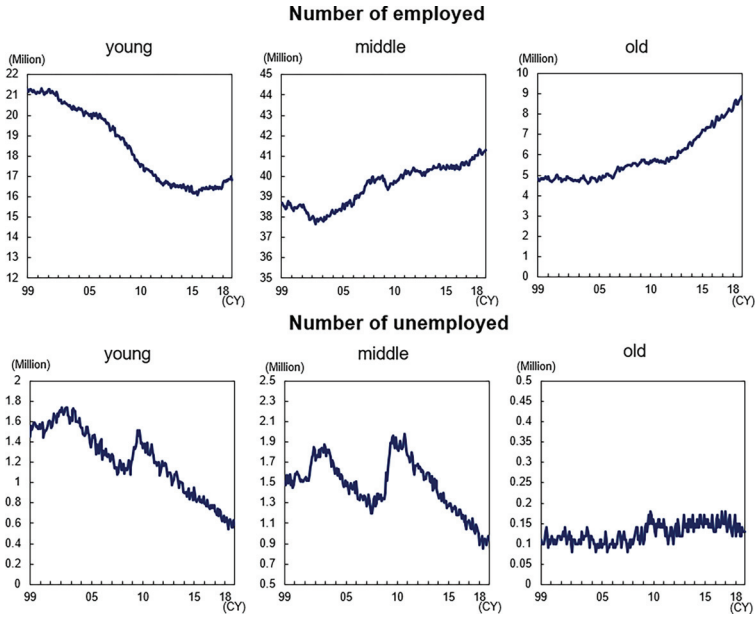 Number of employed
young
(Milion)
22
21
20
19
18
17
16
15
14
13
12
99 05 10 18
(CY)
middle
(Million)
45
44
43
42
41
40
39
38
37
36
35
99 05 10 18
(CY)
old
(Million)
10
9
8
7
6
5
4
3
2
1
0
99 05 10 15 18
(CY)
Number of unemployed
young
(Million)
2
1.8
1.6
1.4
1.2
1
0.8
0.6
0.4
0.2
0
99 05 10 18
(CY)
middle
(Million)
2.5
2.3
2.1
1.9
1.7
1.5
1.3
1.1
0.9
0.7
0.5
99 05 10 18
(CY)
old
(Million)
0.5
0.45
0.4
0.35
0.3
0.25
0.2
0.15
0.1
0.05
0
99 05 10 18
(CY)